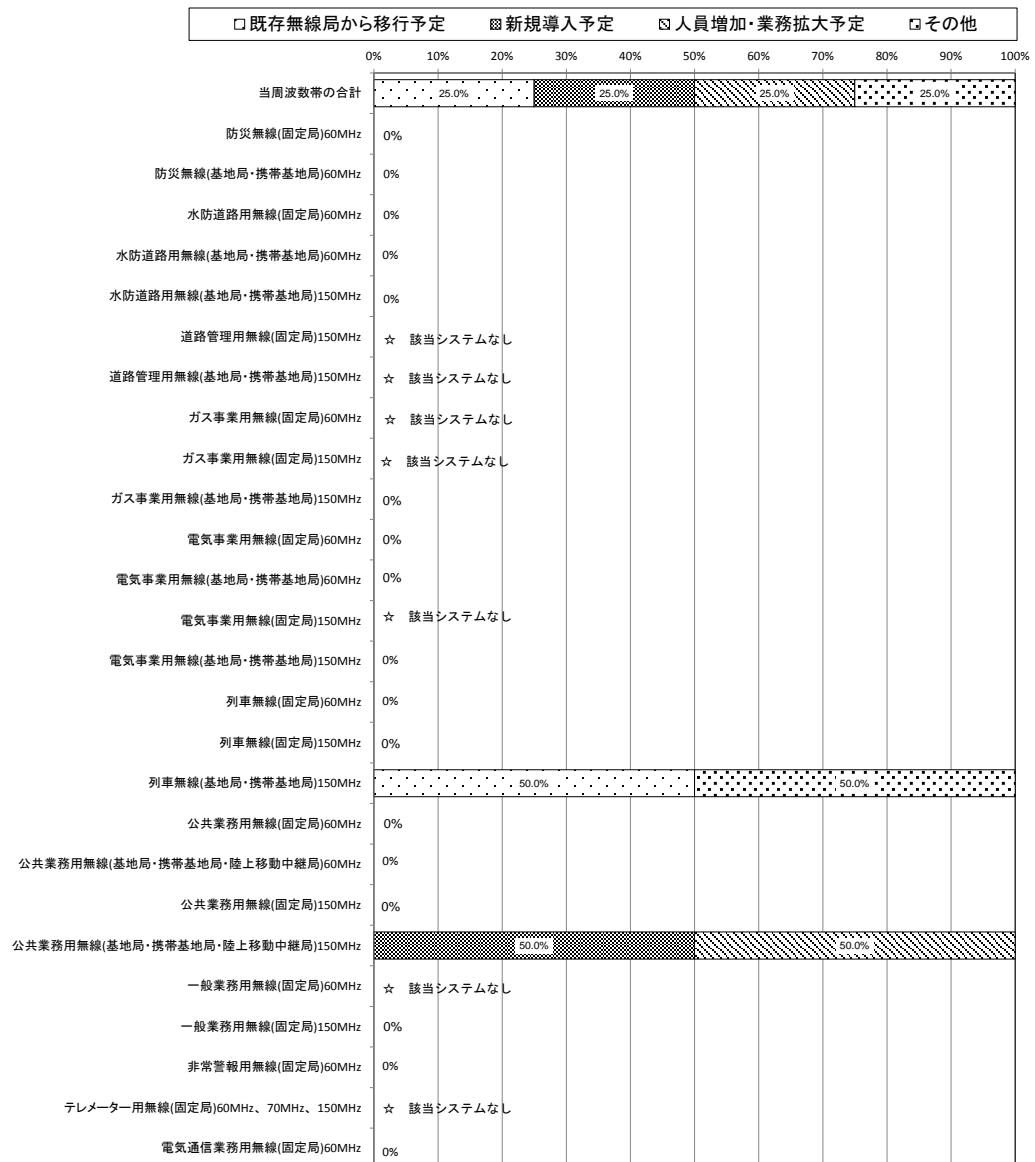 既存無線局から移行予定 新規導入予定 人員増加・業務拡大予定 その他
0% 10% 20% 30% 40% 50% 60% 70% 80% 90% 100%
当周波数帯の合計 25.0% 25.0% 25.0% 25.0%
防災無線(固定局)60MHz 0%
防災無線(基地局・携帯基地局)60MHz 0%
水防道路用無線(固定局)60MHz 0%
水防道路用無線(基地局・携帯基地局)60MHz 0%
水防道路用無線(基地局・携帯基地局)150MHz 0%
道路管理用無線(固定局)150MHz ☆ 該当システムなし
道路管理用無線(基地局・携帯基地局)150MHz ☆ 該当システムなし
ガス事業用無線(固定局)60MHz ☆ 該当システムなし
ガス事業用無線(固定局)150MHz ☆ 該当システムなし
ガス事業用無線(基地局・携帯基地局)150MHz 0%
電気事業用無線(固定局)60MHz 0%
電気事業用無線(基地局・携帯基地局)60MHz 0%
電気事業用無線(固定局)150MHz ☆ 該当システムなし
電気事業用無線(基地局・携帯基地局)150MHz 0%
列車無線(固定局)60MHz 0%
列車無線(固定局)150MHz 0%
列車無線(基地局・携帯基地局)150MHz 50.0% 50.0%
公共業務用無線(固定局)60MHz 0%
公共業務用無線(基地局・携帯基地局・陸上移動中継局)60MHz 0%
公共業務用無線(固定局)150MHz 0%
公共業務用無線(基地局・携帯基地局・陸上移動中継局)150MHz 50.0% 50.0%
一般業務用無線(固定局)60MHz ☆ 該当システムなし
一般業務用無線(固定局)150MHz 0%
非常警報用無線(固定局)60MHz 0%
テレメーター用無線(固定局)60MHz、70MHz、150MHz ☆ 該当システムなし
電気通信業務用無線(固定局)60MHz 0%